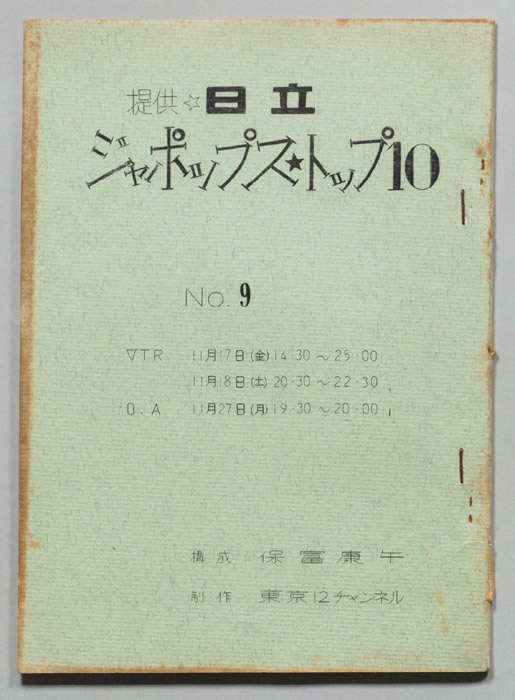 提供☆日立
ジャポップス★トップ10
No. 9
VTR 11月17日(金)14・30～25・00
11月18日(土)20・30～22・30
O.A 11月27日(月)19・30～20・00
構成 保富康午
制作 東京12チャンネル